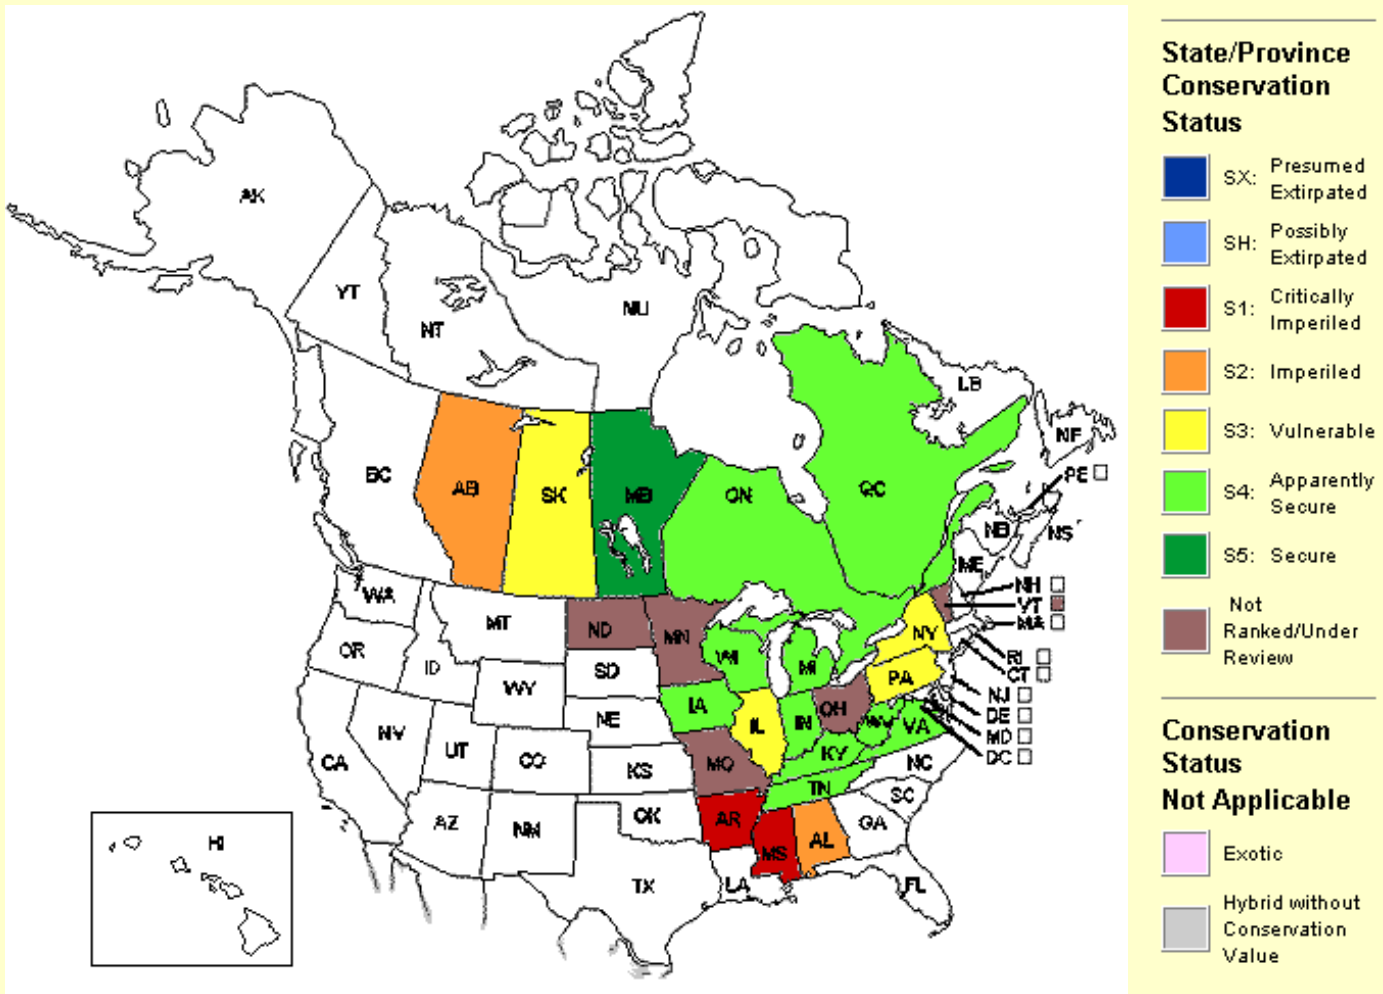 AK
YT
NT
NU
BC
AB
SK
MB
ON
QC
LB
NF
PE
NB
NS
ME
NH
VT
MA
RI
CT
NJ
DE
MD
DC
WA
MT
ND
MN
OR
ID
WY
SD
WI
MI
NY
PA
NE
IA
IL
IN
OH
WV
VA
NV
UT
CO
KS
MO
KY
CA
NC
TN
SC
AZ
NM
OK
AR
MS
AL
GA
TX
LA
FL
HI
State/Province
Conservation
Status
SX: Presumed
Extirpated
SH: Possibly
Extirpated
S1: Critically
Imperiled
S2: Imperiled
S3: Vulnerable
S4: Apparently
Secure
S5: Secure
Not
Ranked/Under
Review
Conservation
Status
Not Applicable
Exotic
Hybrid without
Conservation
Value